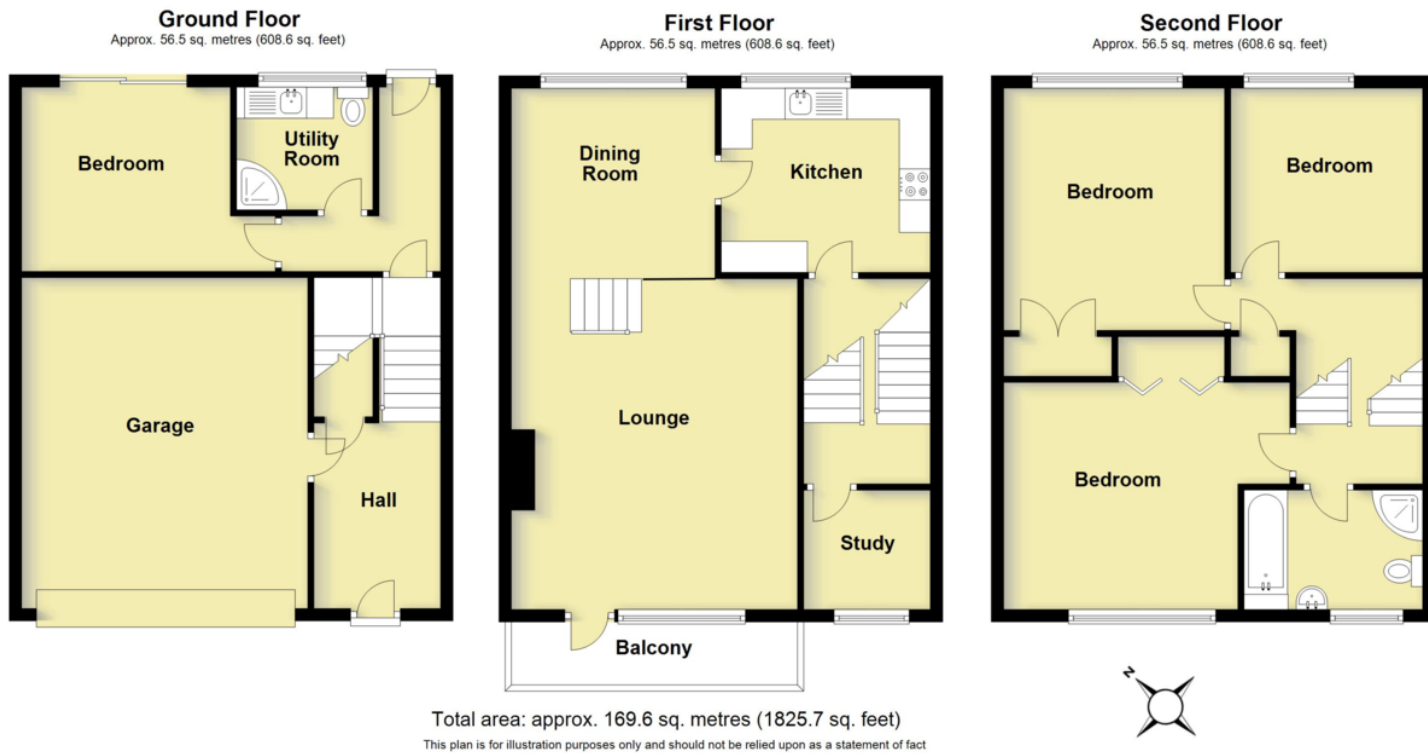 Ground Floor
Approx. 56.5 sq. metres (608.6 sq. feet)
Bedroom
Utility
Room
Garage
Hall
First Floor
Approx. 56.5 sq. metres (608.6 sq. feet)
Dining
Room
Kitchen
Lounge
Study
Balcony
Second Floor
Approx. 56.5 sq. metres (608.6 sq. feet)
Bedroom
Bedroom
Bedroom
N
Total area: approx. 169.6 sq. metres (1825.7 sq. feet)
This plan is for illustration purposes only and should not be relied upon as a statement of fact